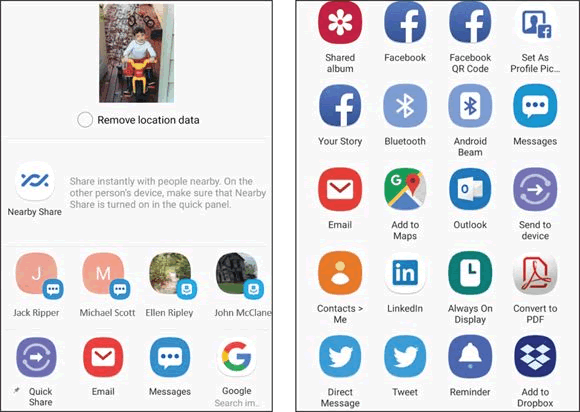 Remove location data
Share instantly with people nearby. On the
other person's device, make sure that Nearby
Share is turned on in the quick panel.
Nearby Share
J
M
Jack Ripper
Michael Scott
Ellen Ripley
John McClane
Quick
Share
Email
Messages
Google
Search im...
Shared
album
Facebook
Facebook
QR Code
Set As
Profile Pic...
Your Story
Bluetooth
Android
Beam
Messages
Email
Add to
Maps
Outlook
Send to
device
Contacts >
Me
LinkedIn
Always On
Display
Convert to
PDF
Direct
Message
Tweet
Reminder
Add to
Dropbox